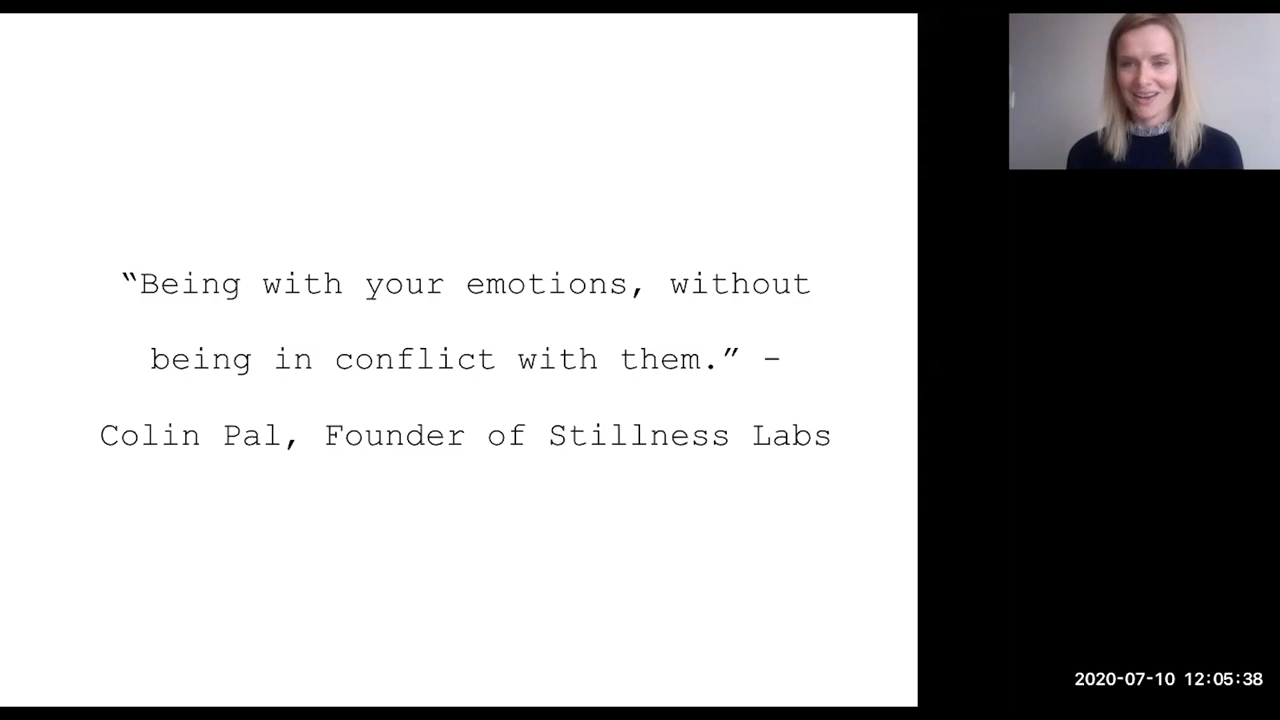 “Being with your emotions, without
being in conflict with them.” –
Colin Pal, Founder of Stillness Labs
2020-07-10 12:05:38